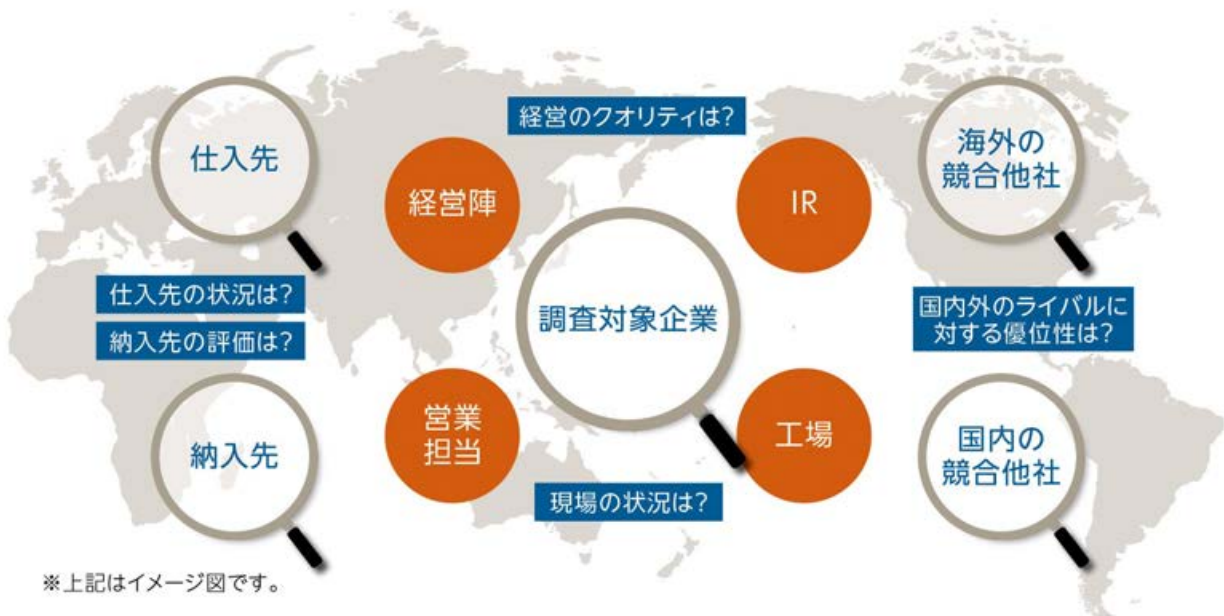 仕入先
経営のクオリティは?
海外の
競合他社
経営陣
IR
仕入先の状況は?
納入先の評価は?
調査対象企業
国内外のライバルに
対する優位性は?
納入先
営業
担当
工場
国内の
競合他社
現場の状況は?
※上記はイメージ図です。